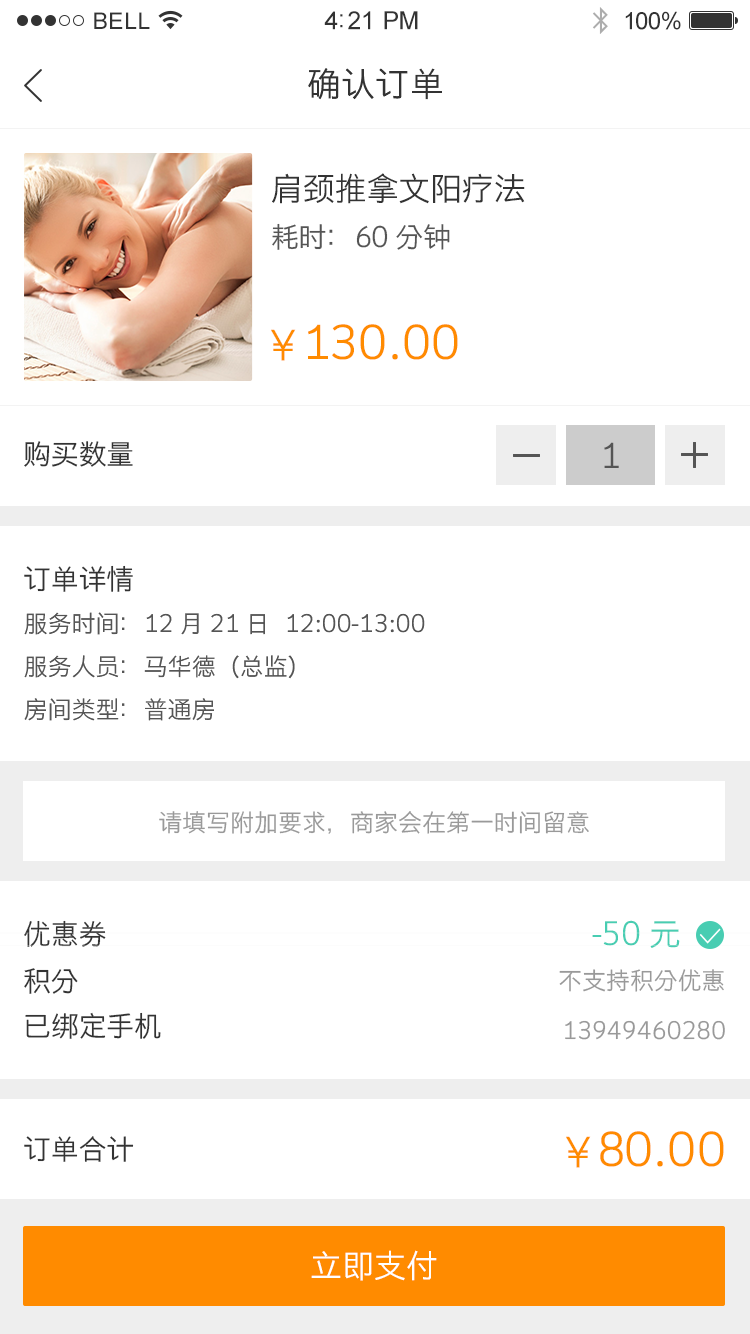 BELL 4:21 PM 100%
确认订单
肩颈推拿文阳疗法
耗时: 60 分钟
¥130.00
购买数量 1
订单详情
服务时间: 12 月 21 日 12:00-13:00
服务人员: 马华德（总监）
房间类型: 普通房
请填写附加要求，商家会在第一时间留意
优惠券 -50 元
积分 不支持积分优惠
已绑定手机 13949460280
订单合计 ¥80.00
立即支付